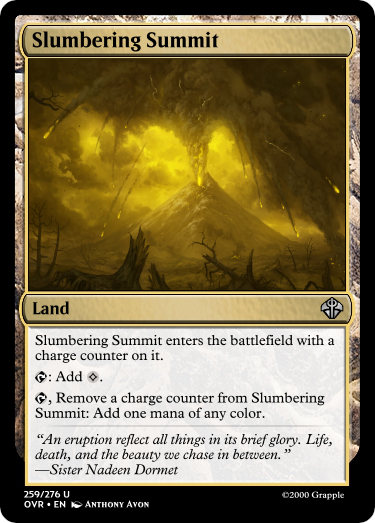 Slumbering Summit
Land
Slumbering Summit enters the battlefield with a
charge counter on it.
: Add .
, Remove a charge counter from Slumbering
Summit: Add one mana of any color.
“An eruption reflect all things in its brief glory. Life,
death, and the beauty we chase in between.”
—Sister Nadeen Dormet
259/276 U
OVR • EN Anthony Avon
©2000 Grapple